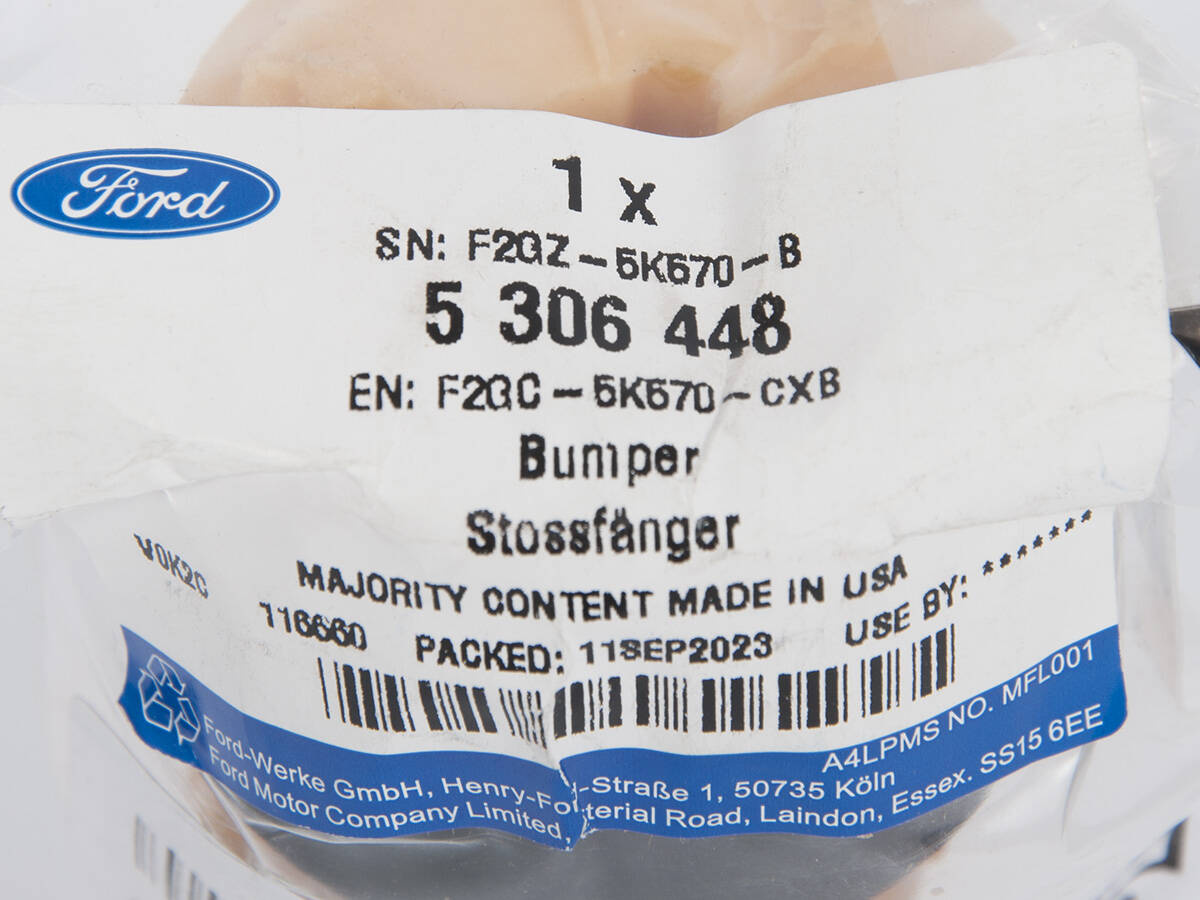 Ford
1 x
SN: F2GZ-5K570-B
5 306 448
EN: F2GC-5K570-CXB
Bumper
Stossfänger
V0K2C
MAJORITY CONTENT MADE IN USA
116660 PACKED: 11SEP2023 USE BY: *******
A4LPMS NO. MFL001
Ford-Werke GmbH, Henry-Fo d-Straße 1, 50735 Köln
Ford Motor Company Limited, terial Road, Laindon, Essex. SS15 6EE